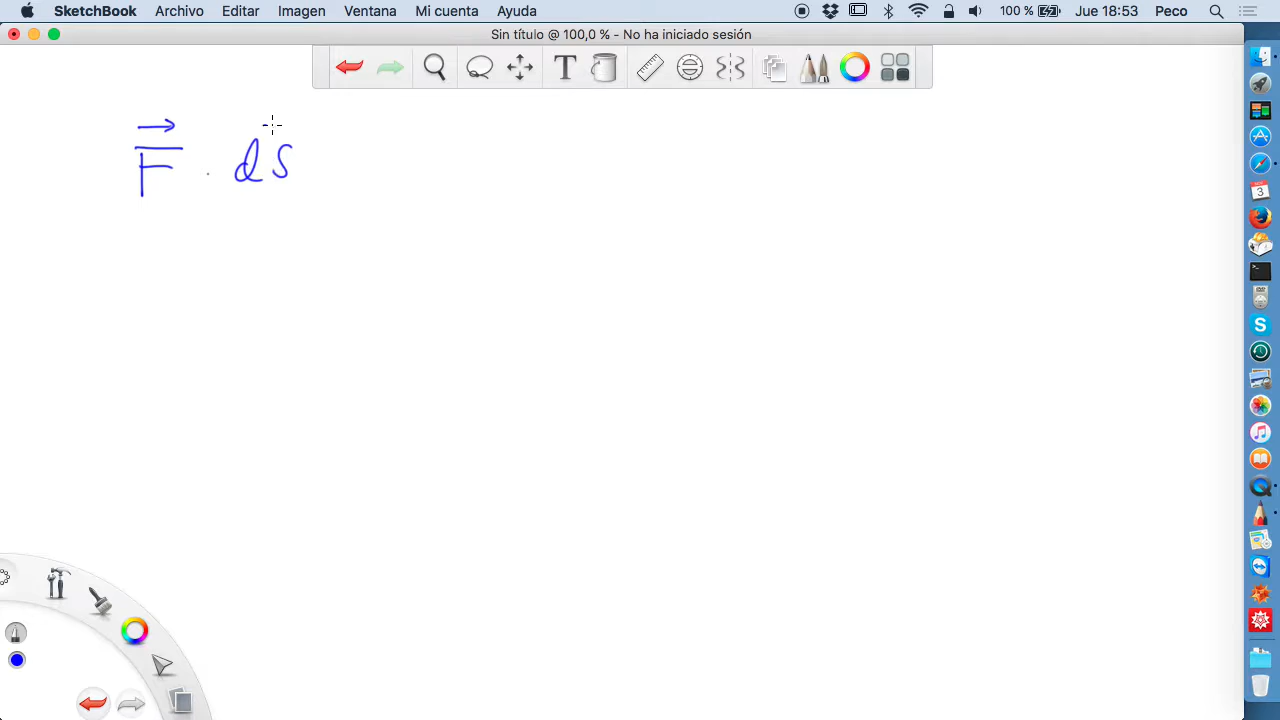 SketchBook Archivo Editar Imagen Ventana Mi cuenta Ayuda 100 % Jue 18:53 Peco
Sin título @ 100,0 % - No ha iniciado sesión
T
F⃗ . ds
3
S